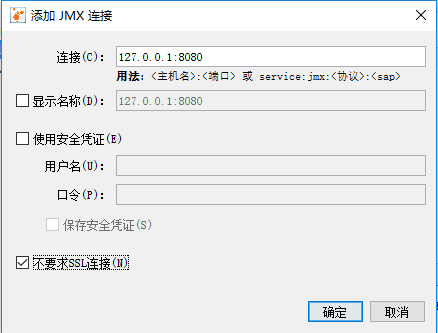 添加 JMX 连接
连接(C): 127.0.0.1:8080
用法: <主机名>:<端口> 或 service:jmx:<协议>:<sap>
显示名称(D): 127.0.0.1:8080
使用安全凭证(E)
用户名(U):
口令(P):
保存安全凭证(S)
不要求SSL连接(N)
确定 取消